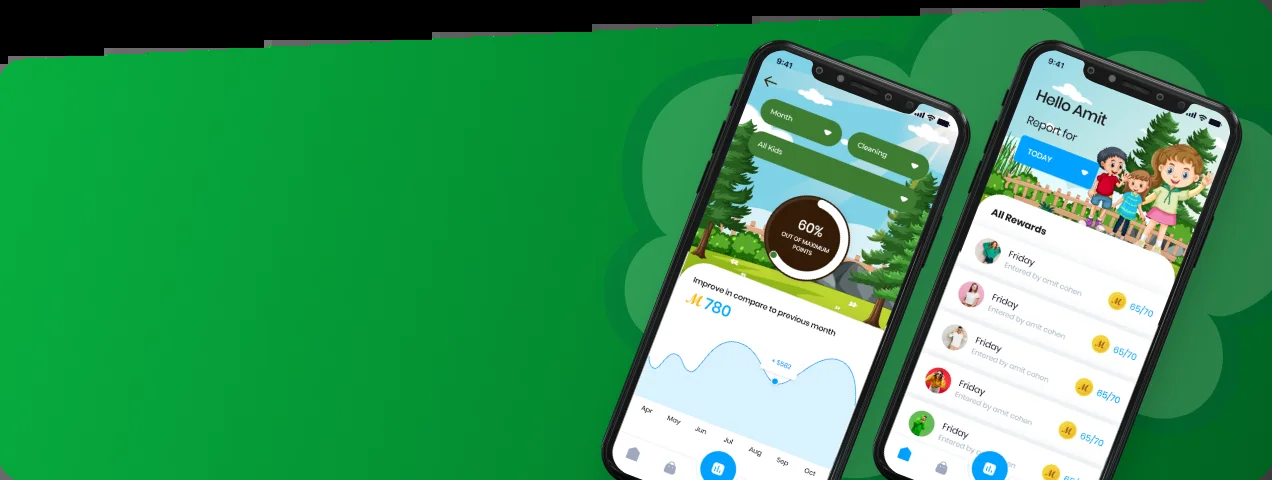 9:41
Month
Cleaning
All Kids
60%
OUT OF MAXIMUM
POINTS
Improve in compare to previous month
M 780
+ $563
Apr May Jun Jul Aug Sep Oct
9:41
Hello Amit
Report for
TODAY
All Rewards
Friday
Entered by amit cohen
M 65/70
Friday
Entered by amit cohen
M 65/70
Friday
Entered by amit cohen
M 65/70
Friday
Entered by amit cohen
M 65/70
Friday
Entered by
M